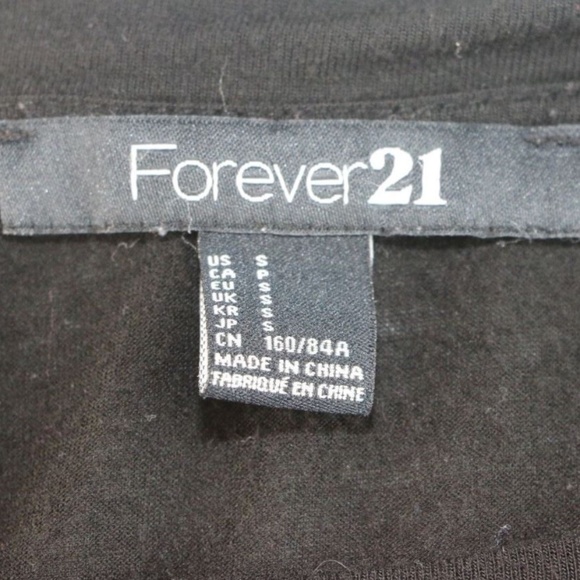 Forever21
US S
CA P
EU S
UK S
KR S
JP S
CN 160/84A
MADE IN CHINA
FABRIQUÉ EN CHINE